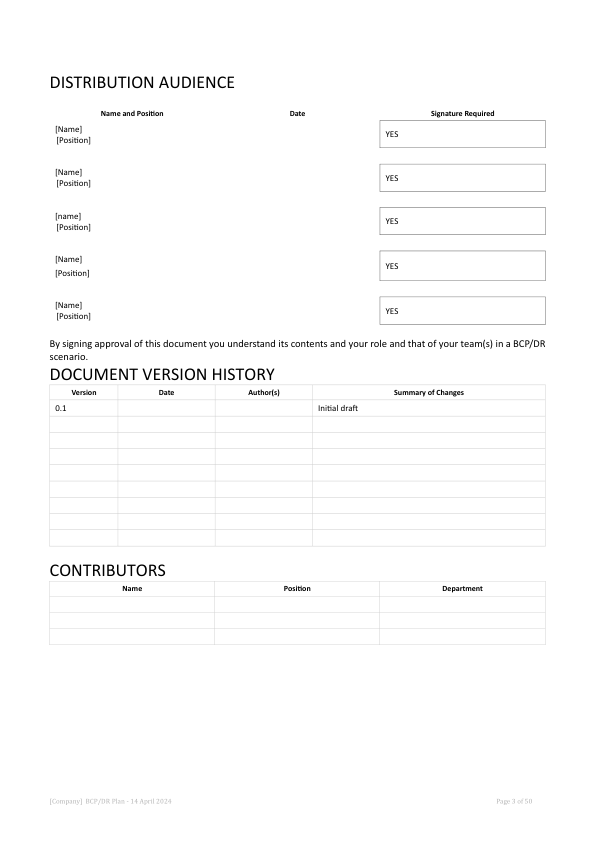 DISTRIBUTION AUDIENCE
Name and Position Date Signature Required
[Name]
[Position]
YES
[Name]
[Position]
YES
[name]
[Position]
YES
[Name]
[Position]
YES
[Name]
[Position]
YES
By signing approval of this document you understand its contents and your role and that of your team(s) in a BCP/DR
scenario.
DOCUMENT VERSION HISTORY
Version Date Author(s) Summary of Changes
0.1 Initial draft
CONTRIBUTORS
Name Position Department
[Company] BCP/DR Plan - 14 April 2024 Page 3 of 50